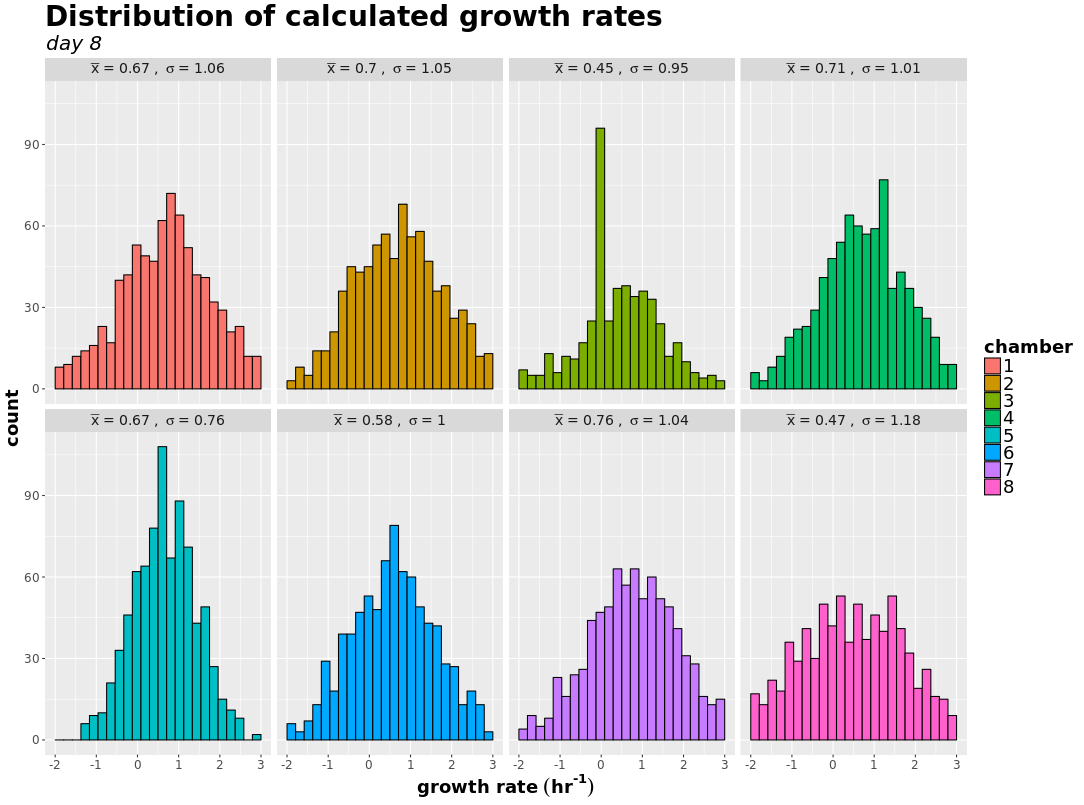 Distribution of calculated growth rates
day 8
x̅ = 0.67 , σ = 1.06
x̅ = 0.7 , σ = 1.05
x̅ = 0.45 , σ = 0.95
x̅ = 0.71 , σ = 1.01
90
60
30
0
count
x̅ = 0.67 , σ = 0.76
x̅ = 0.58 , σ = 1
x̅ = 0.76 , σ = 1.04
x̅ = 0.47 , σ = 1.18
90
60
30
0
-2 -1 0 1 2 3
-2 -1 0 1 2 3
-2 -1 0 1 2 3
-2 -1 0 1 2 3
growth rate (hr⁻¹)
chamber
1
2
3
4
5
6
7
8